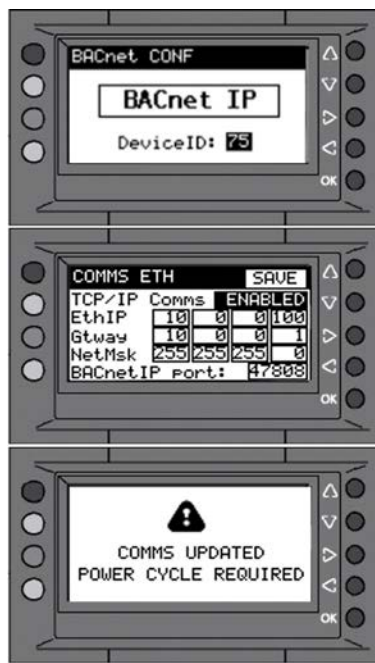 BACnet CONF
BACnet IP
DeviceID: 75
OK
COMMS ETH SAVE
TCP/IP Comms ENABLED
EthIP 10 0 0 100
Gtway 10 0 0 1
NetMsk 255 255 255 0
BACnetIP port: 47808
OK
COMMS UPDATED
POWER CYCLE REQUIRED
OK